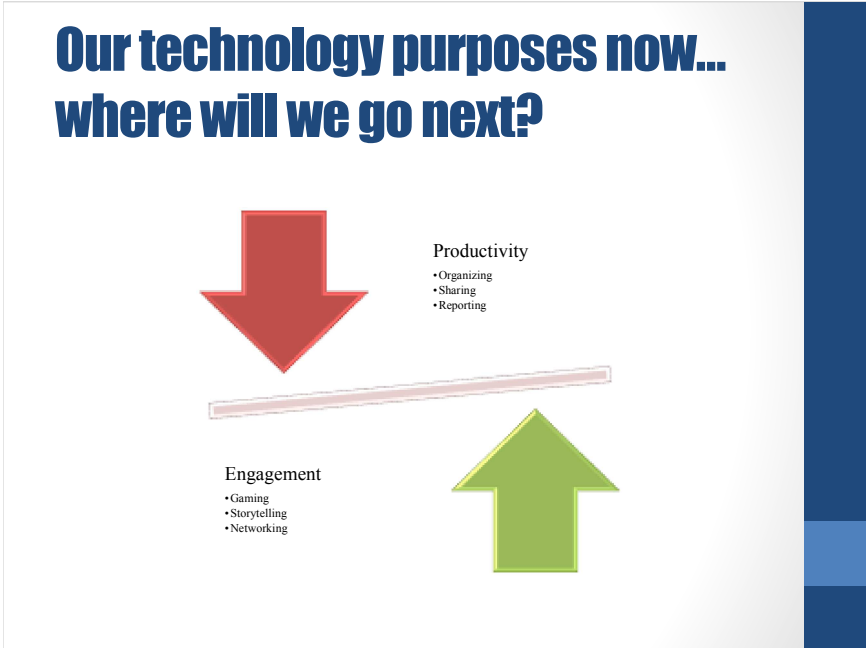 Our technology purposes now...
where will we go next?
Productivity
•Organizing
•Sharing
•Reporting
Engagement
•Gaming
•Storytelling
•Networking